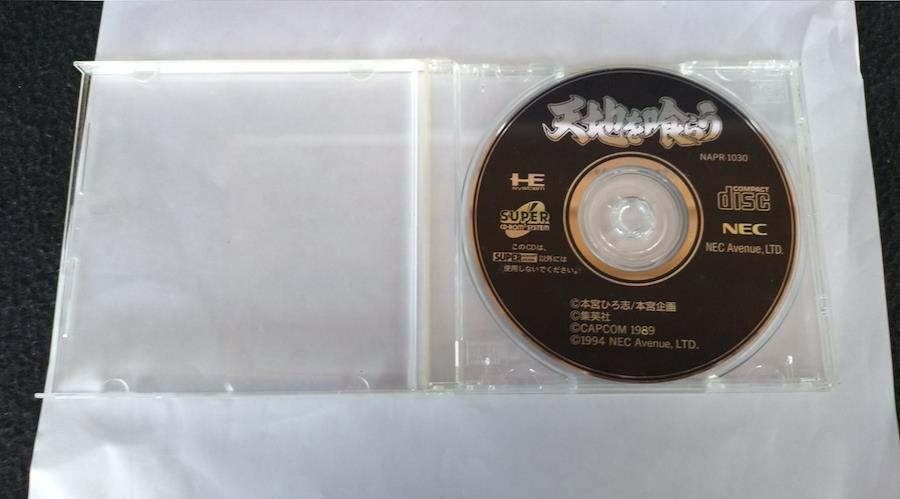 天地を喰らう
NAPR-1030
HE
system
COMPACT
disc
SUPER
CD-ROM² SYSTEM
NEC
NEC Avenue, LTD.
このCDは、
SUPER 以外には
使用しないでください。
©本宮ひろ志/本宮企画
©集英社
©CAPCOM 1989
©1994 NEC Avenue, LTD.